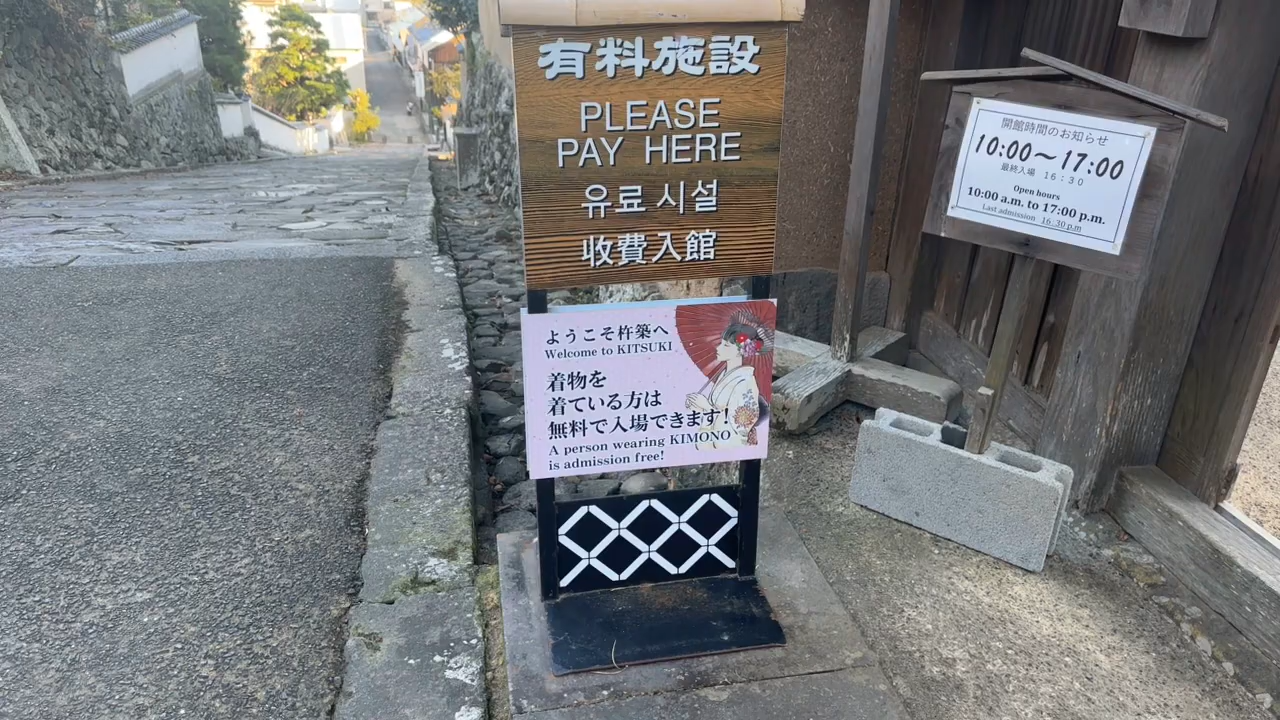 有料施設
PLEASE
PAY HERE
유료 시설
收費入館
ようこそ杵築へ
Welcome to KITSUKI
着物を
着ている方は
無料で入場できます!
A person wearing KIMONO
is admission free!
開館時間のお知らせ
10:00〜17:00
最終入場 16:30
Open hours
10:00 a.m. to 17:00 p.m.
Last admission 16:30 p.m